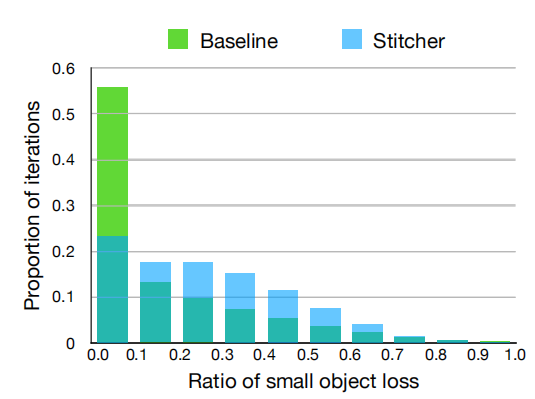 Baseline Stitcher
Proportion of iterations
0.6
0.5
0.4
0.3
0.2
0.1
0
0.0 0.1 0.2 0.3 0.4 0.5 0.6 0.7 0.8 0.9 1.0
Ratio of small object loss